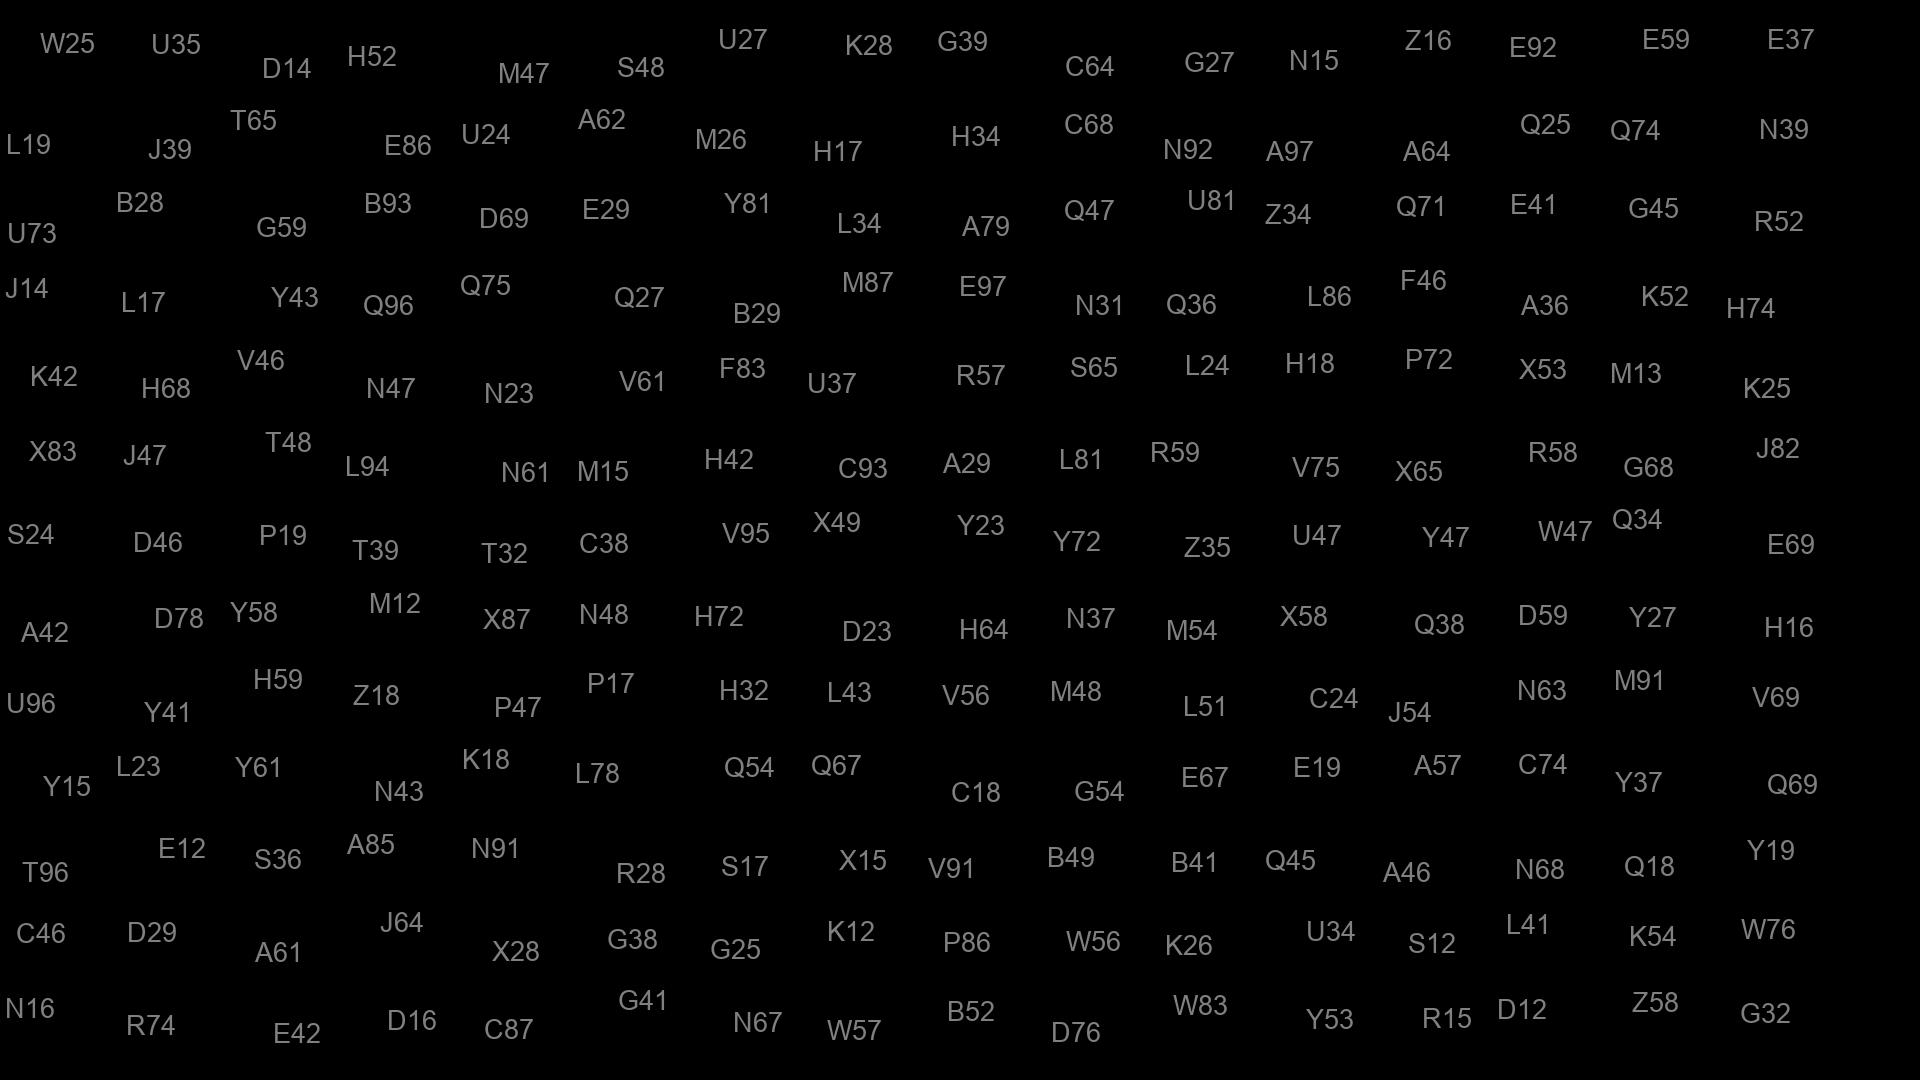 W25 U35 D14 H52 M47 S48 U27 K28 G39 C64 G27 N15 Z16 E92 E59 E37
L19 J39 T65 E86 U24 A62 M26 H17 H34 C68 N92 A97 A64 Q25 Q74 N39
U73 B28 G59 B93 D69 E29 Y81 L34 A79 Q47 U81 Z34 Q71 E41 G45 R52
J14 L17 Y43 Q96 Q75 Q27 B29 M87 E97 N31 Q36 L86 F46 A36 K52 H74
K42 H68 V46 N47 N23 V61 F83 U37 R57 S65 L24 H18 P72 X53 M13 K25
X83 J47 T48 L94 N61 M15 H42 C93 A29 L81 R59 V75 X65 R58 G68 J82
S24 D46 P19 T39 T32 C38 V95 X49 Y23 Y72 Z35 U47 Y47 W47 Q34 E69
A42 D78 Y58 M12 X87 N48 H72 D23 H64 N37 M54 X58 Q38 D59 Y27 H16
U96 Y41 H59 Z18 P47 P17 H32 L43 V56 M48 L51 C24 J54 N63 M91 V69
Y15 L23 Y61 N43 K18 L78 Q54 Q67 C18 G54 E67 E19 A57 C74 Y37 Q69
T96 E12 S36 A85 N91 R28 S17 X15 V91 B49 B41 Q45 A46 N68 Q18 Y19
C46 D29 A61 J64 X28 G38 G25 K12 P86 W56 K26 U34 S12 L41 K54 W76
N16 R74 E42 D16 C87 G41 N67 W57 B52 D76 W83 Y53 R15 D12 Z58 G32